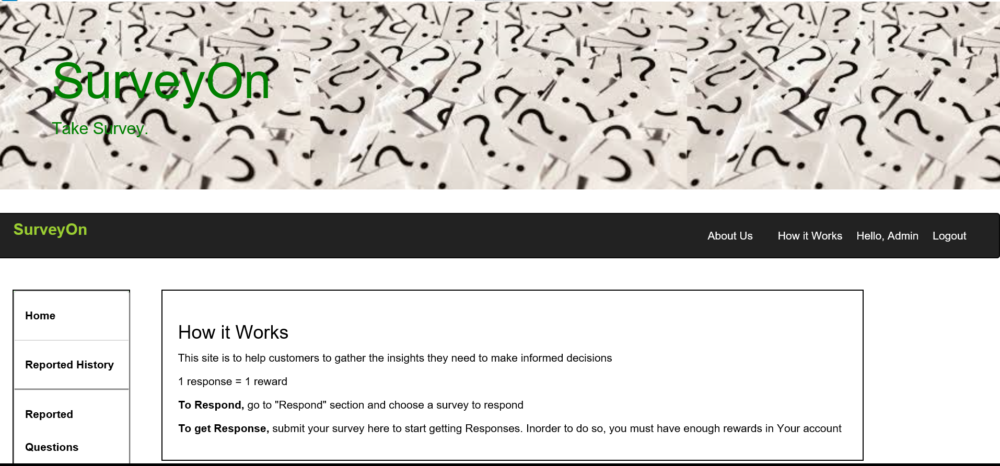 SurveyOn
Take Survey.
SurveyOn
About Us How it Works Hello, Admin Logout
Home
Reported History
Reported
Questions
How it Works
This site is to help customers to gather the insights they need to make informed decisions
1 response = 1 reward
To Respond, go to "Respond" section and choose a survey to respond
To get Response, submit your survey here to start getting Responses. Inorder to do so, you must have enough rewards in Your account